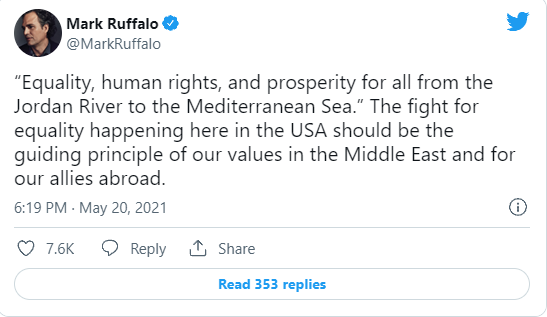 Mark Ruffalo
@MarkRuffalo
“Equality, human rights, and prosperity for all from the
Jordan River to the Mediterranean Sea.” The fight for
equality happening here in the USA should be the
guiding principle of our values in the Middle East and for
our allies abroad.
6:19 PM · May 20, 2021
7.6K Reply Share
Read 353 replies